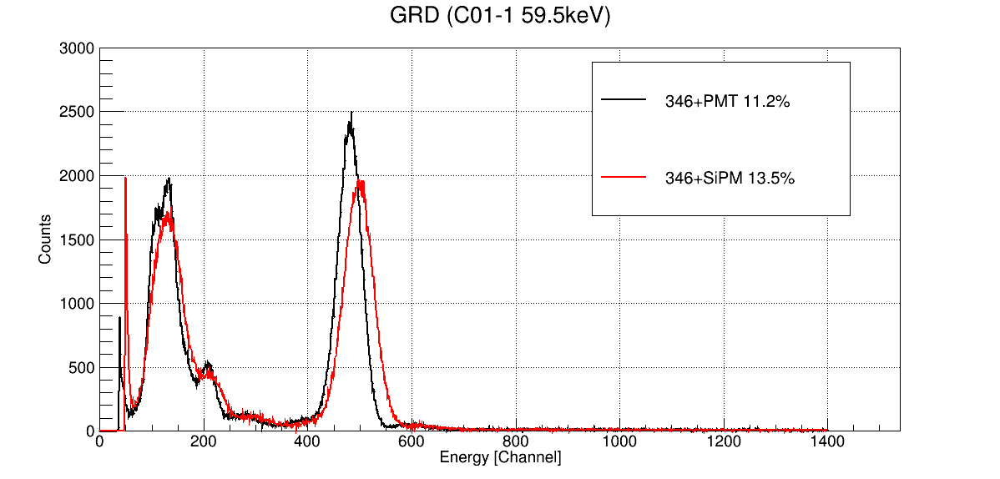 GRD (C01-1 59.5keV)
3000
2500
2000
1500
1000
500
0
Counts
346+PMT 11.2%
346+SiPM 13.5%
0 200 400 600 800 1000 1200 1400
Energy [Channel]